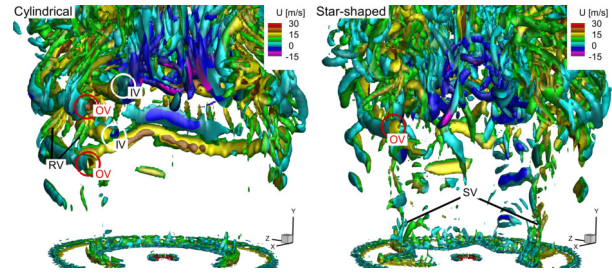 Cylindrical
U [m/s]
30
15
0
-15
IV
OV
IV
RV
OV
Y
Z
X
Star-shaped
U [m/s]
30
15
0
-15
OV
SV
Y
Z
X